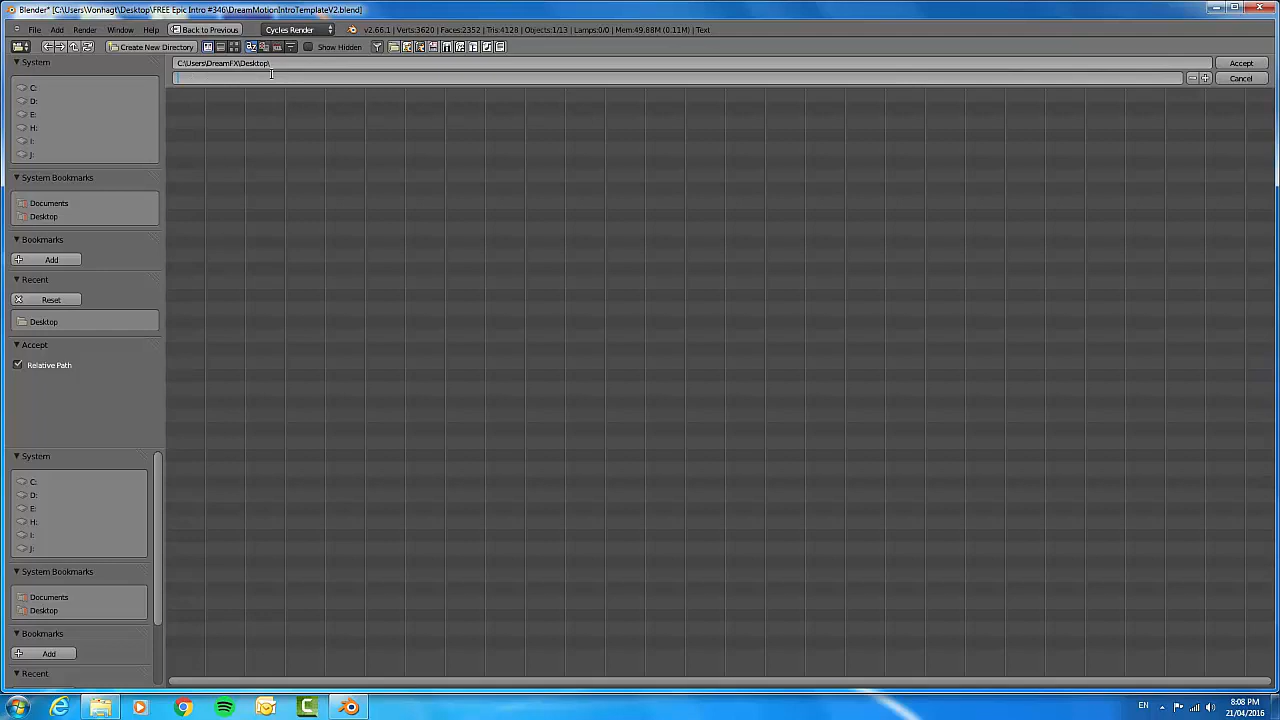 Blender* [C:\Users\Vonhagt\Desktop\FREE Epic Intro #346\DreamMotionIntroTemplateV2.blend]
File Add Render Window Help Back to Previous Cycles Render v2.66.1 | Verts:3620 | Faces:2352 | Tris:4128 | Objects:1/13 | Lamps:0/0 | Mem:49.88M (0.11M) | Text
Create New Directory Show Hidden
System
C:\Users\DreamFX\Desktop\ Accept
Cancel
C:
D:
E:
H:
I:
J:
System Bookmarks
Documents
Desktop
Bookmarks
Add
Recent
Reset
Desktop
Accept
Relative Path
System
C:
D:
E:
H:
I:
J:
System Bookmarks
Documents
Desktop
Bookmarks
Add
Recent
EN 8:08 PM
21/04/2016